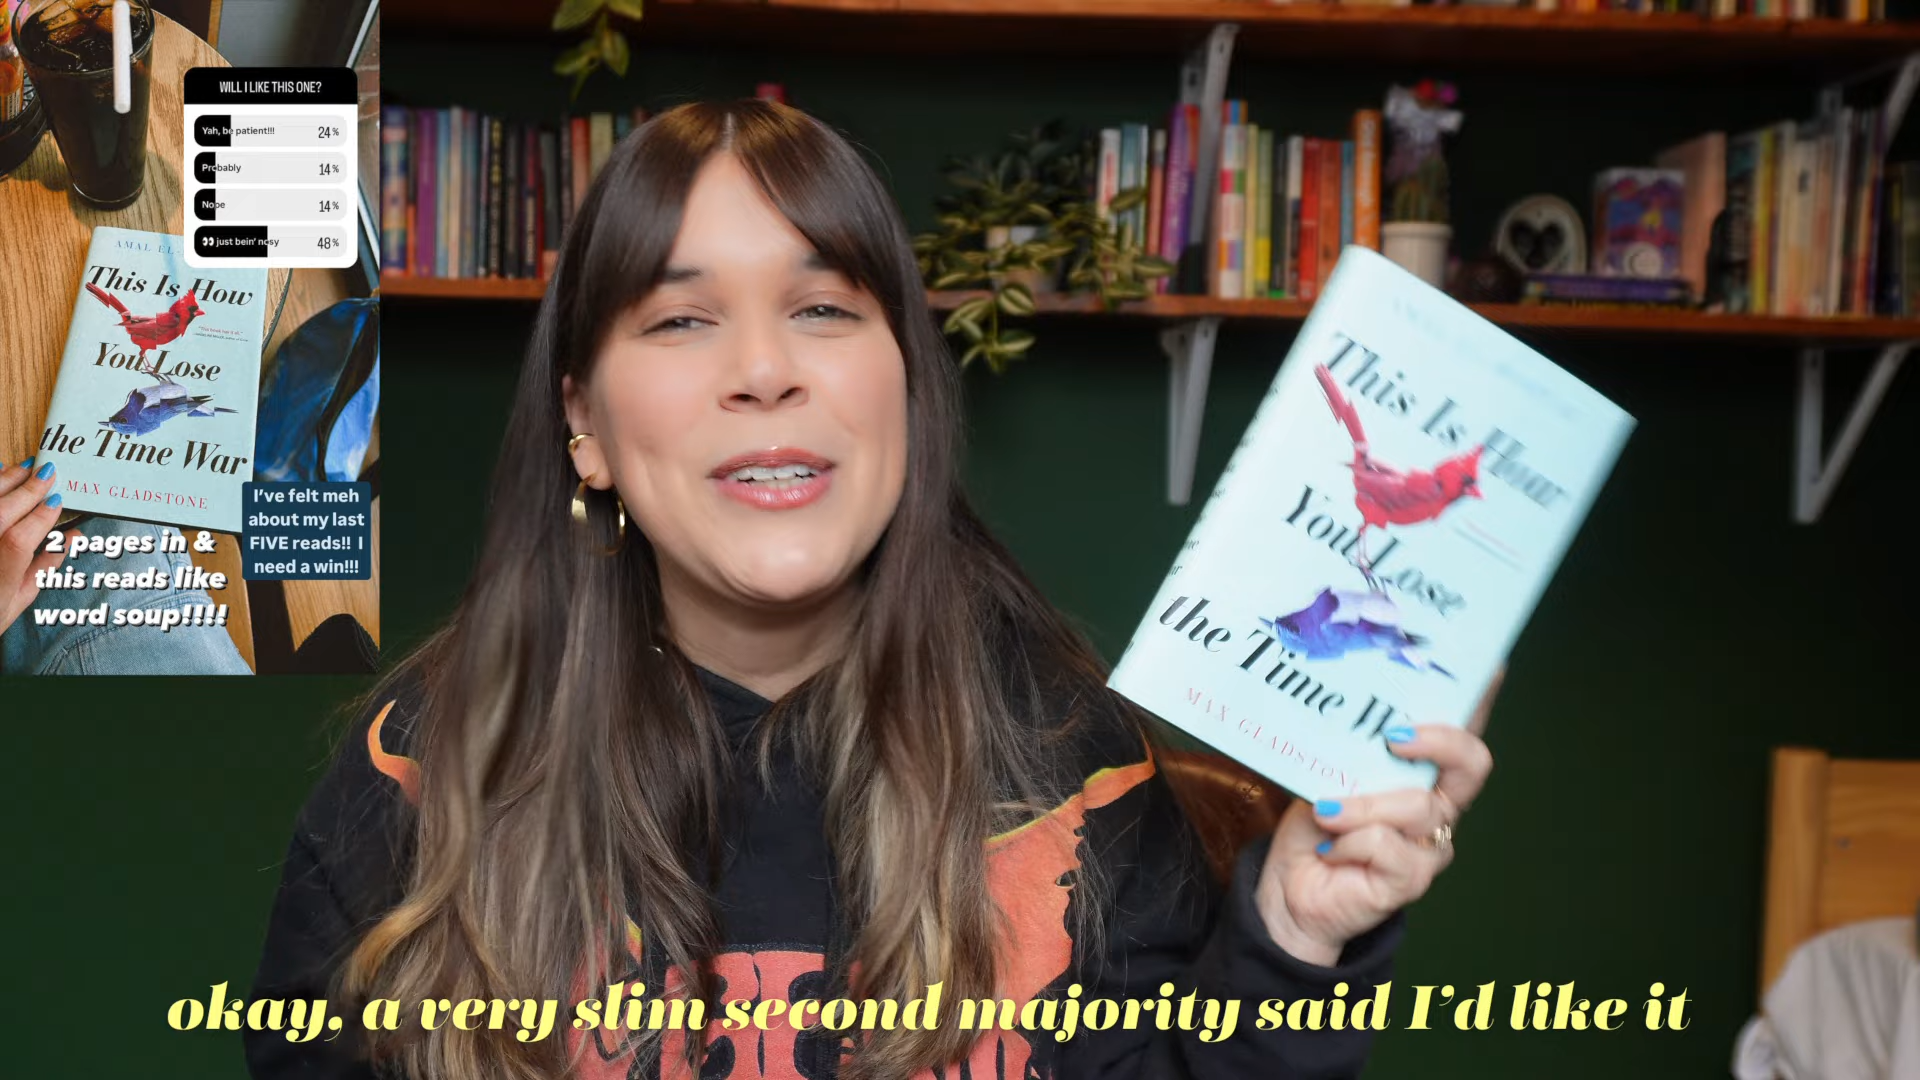 WILL I LIKE THIS ONE?
Yah, be patient!!! 24%
Probably 14%
Nope 14%
👀 just bein' nosy 48%
AMAL EL-
This Is How
You Lose
the Time War
MAX GLADSTONE
I've felt meh
about my last
FIVE reads!! I
need a win!!!
2 pages in &
this reads like
word soup!!!!
This Is How
You Lose
the Time W
MAX GLADSTONE
okay, a very slim second majority said I'd like it